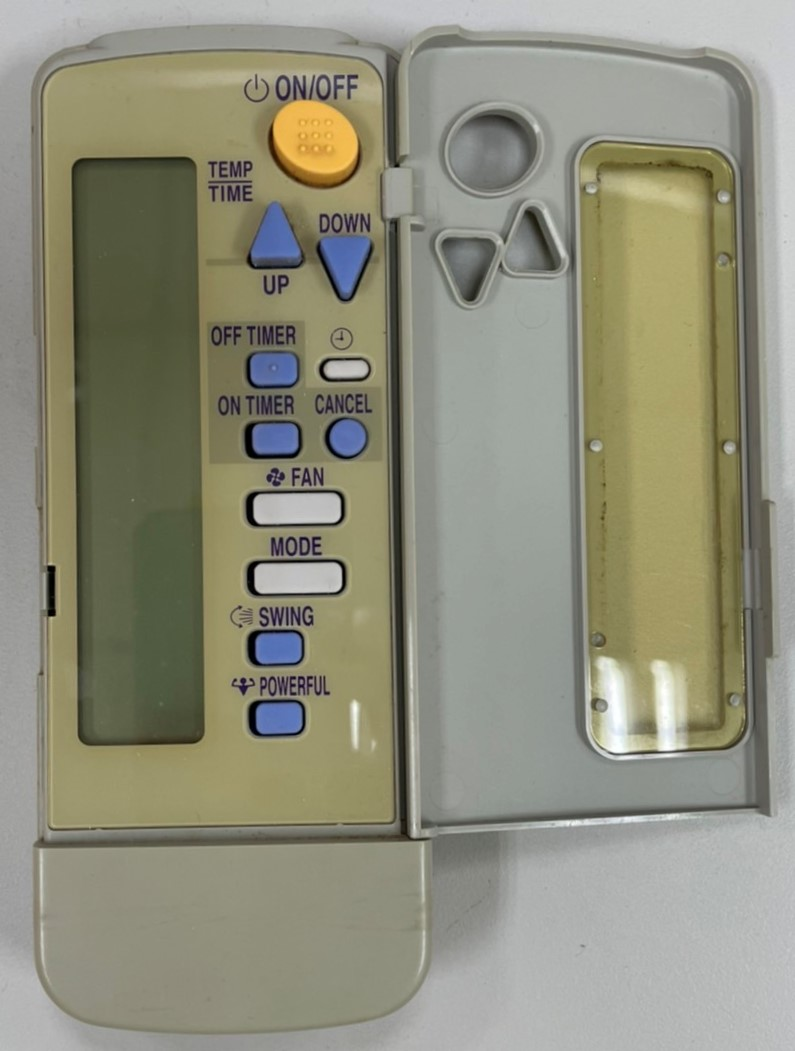 ON/OFF
TEMP
TIME
DOWN
UP
OFF TIMER
ON TIMER
CANCEL
FAN
MODE
SWING
POWERFUL